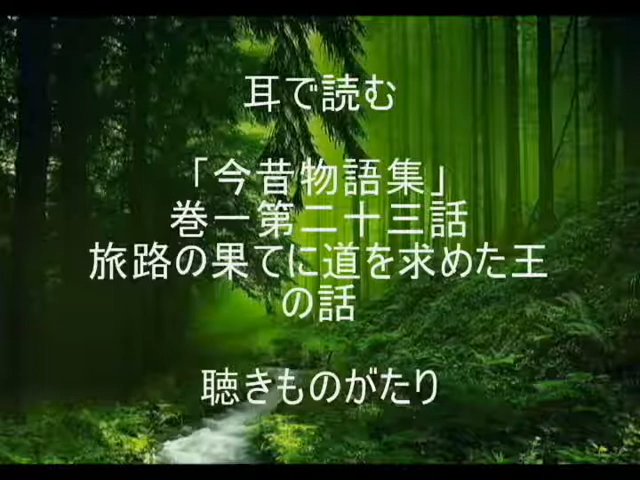 耳で読む
「今昔物語集」
巻一第二十三話
旅路の果てに道を求めた王
の話
聴きものがたり